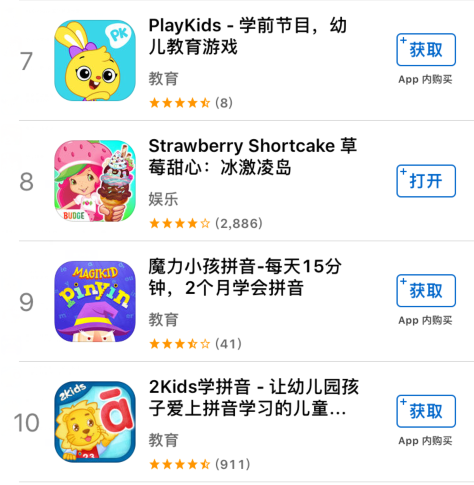 7
PK
PlayKids - 学前节目，幼
儿教育游戏
教育
(8)
+获取
App 内购买
8
BUDGE
Strawberry Shortcake 草
莓甜心：冰激凌岛
娱乐
(2,886)
+打开
9
MAGIKID
Pinyin
魔力小孩拼音-每天15分
钟，2个月学会拼音
教育
(41)
+获取
App 内购买
10
2Kids
ā
2Kids学拼音 - 让幼儿园孩
子爱上拼音学习的儿童...
教育
(911)
+获取
App 内购买